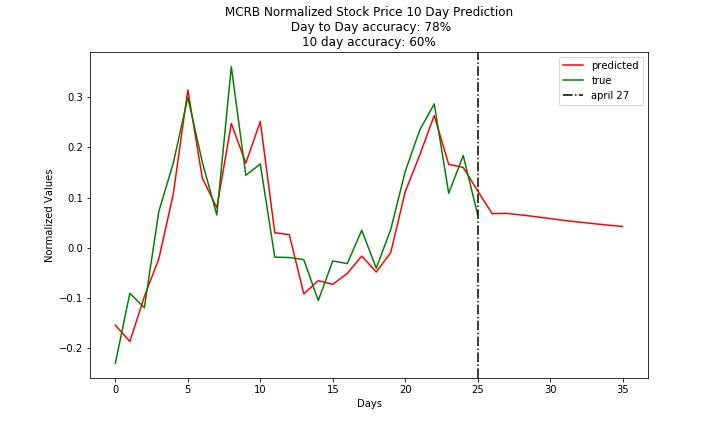 MCRB Normalized Stock Price 10 Day Prediction
Day to Day accuracy: 78%
10 day accuracy: 60%
predicted
true
april 27
Normalized Values
0.3
0.2
0.1
0.0
−0.1
−0.2
0 5 10 15 20 25 30 35
Days